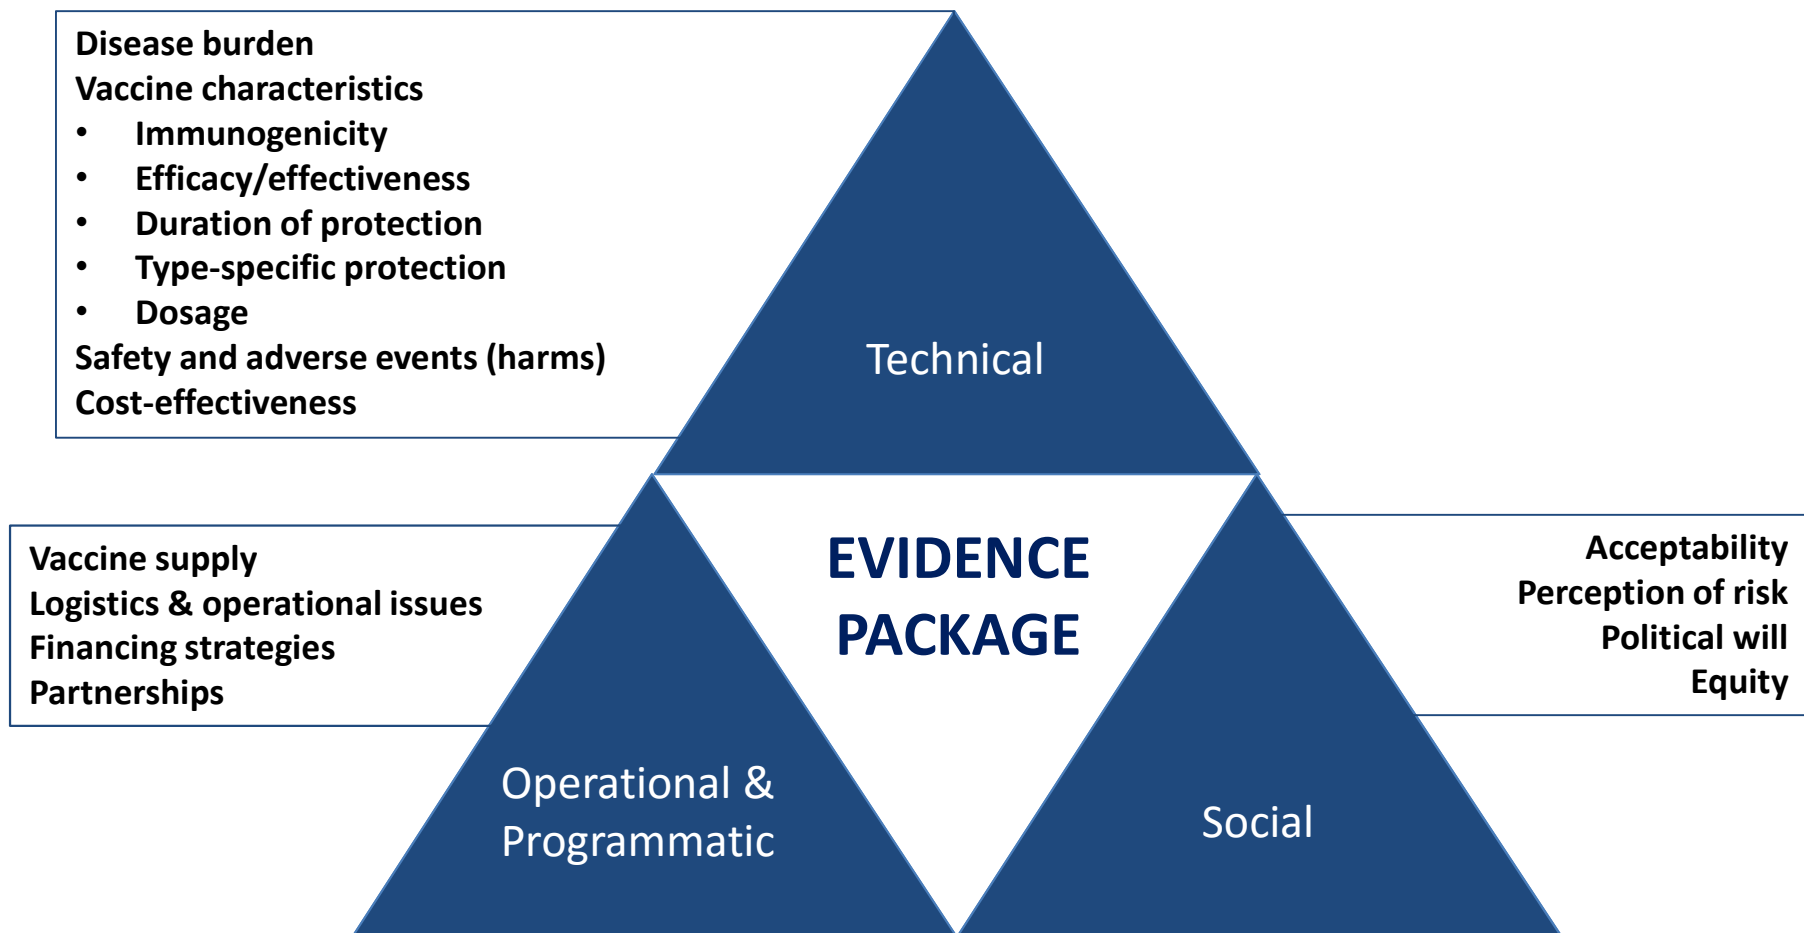 Disease burden
Vaccine characteristics
• Immunogenicity
• Efficacy/effectiveness
• Duration of protection
• Type-specific protection
• Dosage
Safety and adverse events (harms)
Cost-effectiveness
Technical
Vaccine supply
Logistics & operational issues
Financing strategies
Partnerships
EVIDENCE
PACKAGE
Acceptability
Perception of risk
Political will
Equity
Operational &
Programmatic
Social